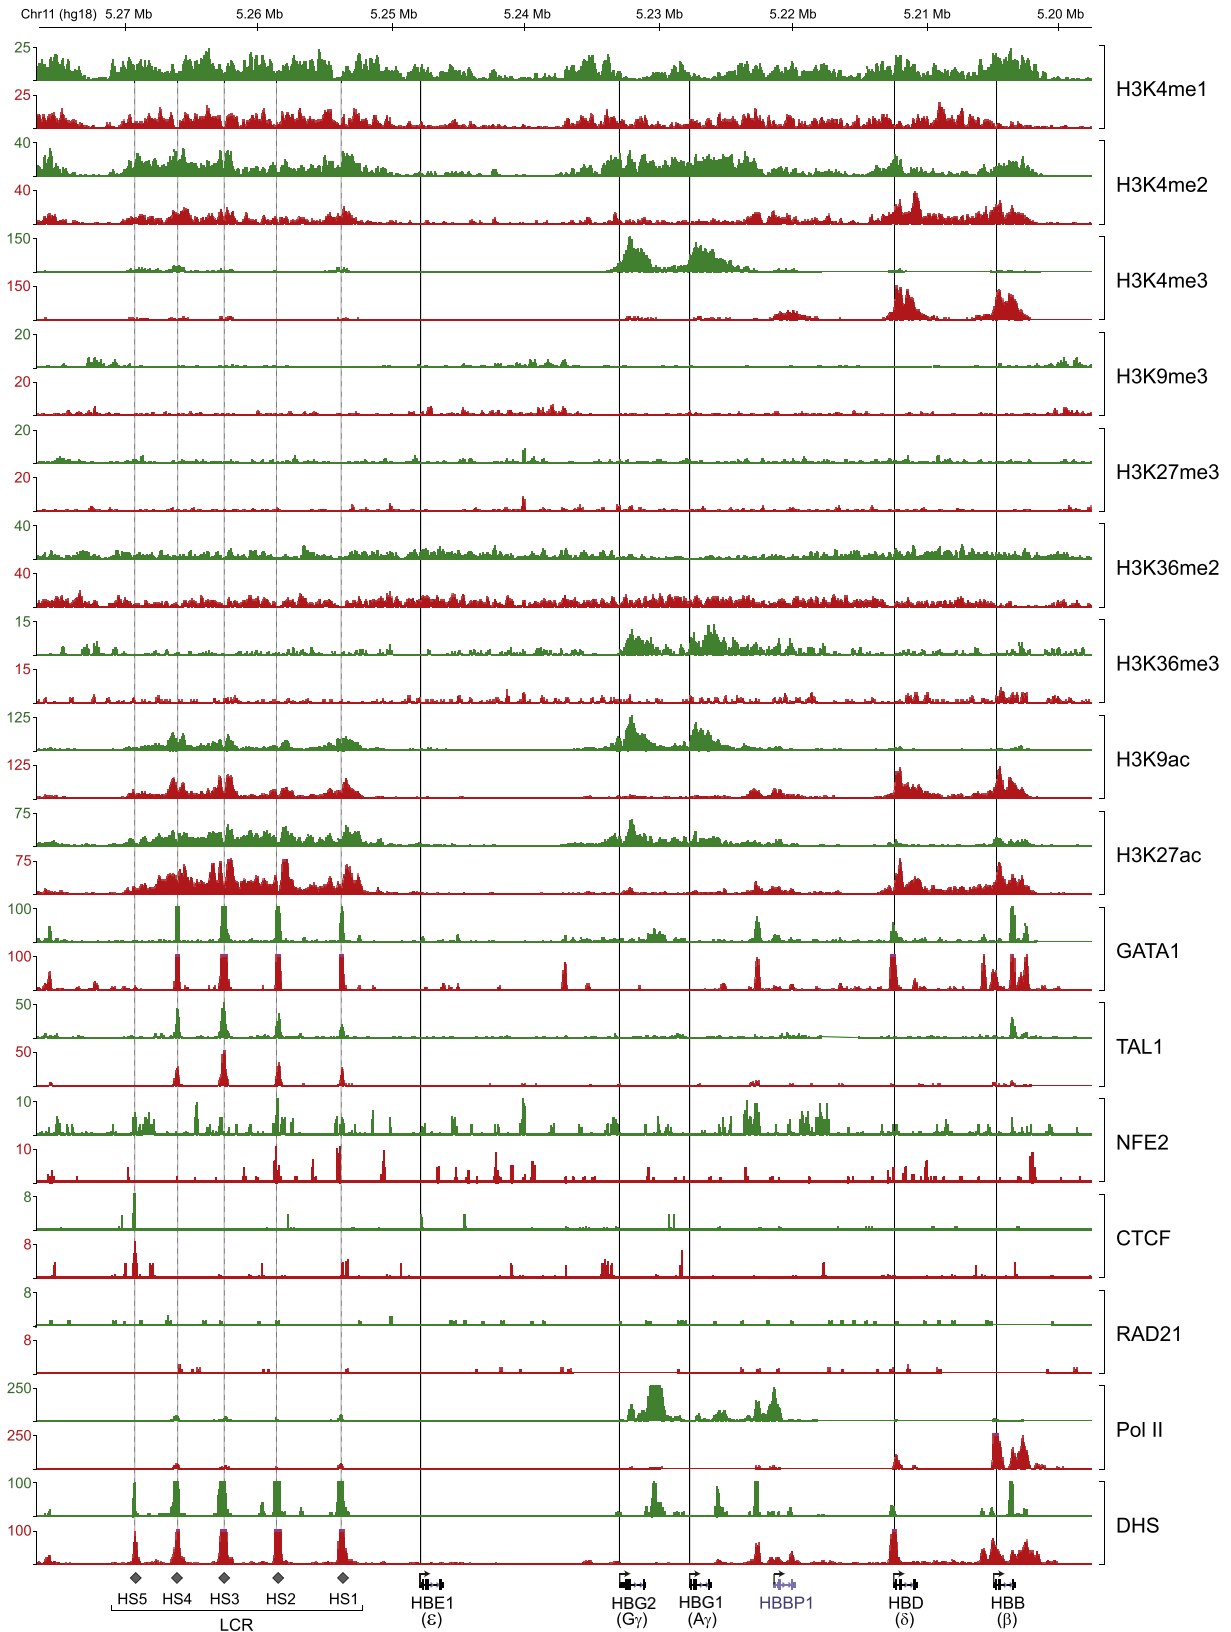 Chr11 (hg18) 5.27 Mb 5.26 Mb 5.25 Mb 5.24 Mb 5.23 Mb 5.22 Mb 5.21 Mb 5.20 Mb
25
H3K4me1
25
40
H3K4me2
40
150
H3K4me3
150
20
H3K9me3
20
20
H3K27me3
20
40
H3K36me2
40
15
H3K36me3
15
125
H3K9ac
125
75
H3K27ac
75
100
GATA1
100
50
TAL1
50
10
NFE2
10
8
CTCF
8
8
RAD21
8
250
Pol II
250
100
DHS
100
HS5 HS4 HS3 HS2 HS1 HBE1 HBG2 HBG1 HBBP1 HBD HBB
(ε) (Gγ) (Aγ) (δ) (β)
LCR